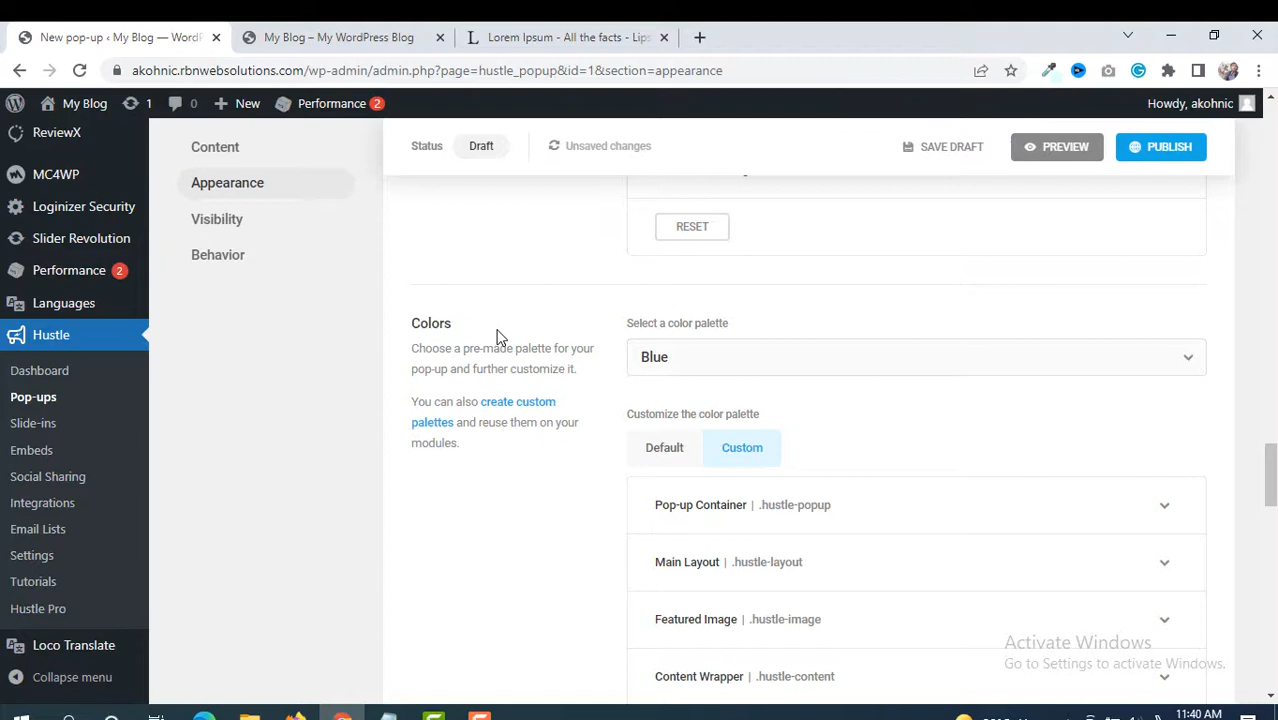 New pop-up ‹ My Blog — WordP
My Blog – My WordPress Blog
Lorem Ipsum - All the facts - Lips
akohnic.rbnwebsolutions.com/wp-admin/admin.php?page=hustle_popup&id=1&section=appearance
My Blog
1
0
New
Performance 2
Howdy, akohnic
ReviewX
MC4WP
Loginizer Security
Slider Revolution
Performance 2
Languages
Hustle
Dashboard
Pop-ups
Slide-ins
Embeds
Social Sharing
Integrations
Email Lists
Settings
Tutorials
Hustle Pro
Loco Translate
Collapse menu
Content
Appearance
Visibility
Behavior
Status
Draft
Unsaved changes
SAVE DRAFT
PREVIEW
PUBLISH
RESET
Colors
Choose a pre-made palette for your
pop-up and further customize it.
You can also create custom
palettes and reuse them on your
modules.
Select a color palette
Blue
Customize the color palette
Default
Custom
Pop-up Container | .hustle-popup
Main Layout | .hustle-layout
Featured Image | .hustle-image
Content Wrapper | .hustle-content
Activate Windows
Go to Settings to activate Windows.
11:40 AM